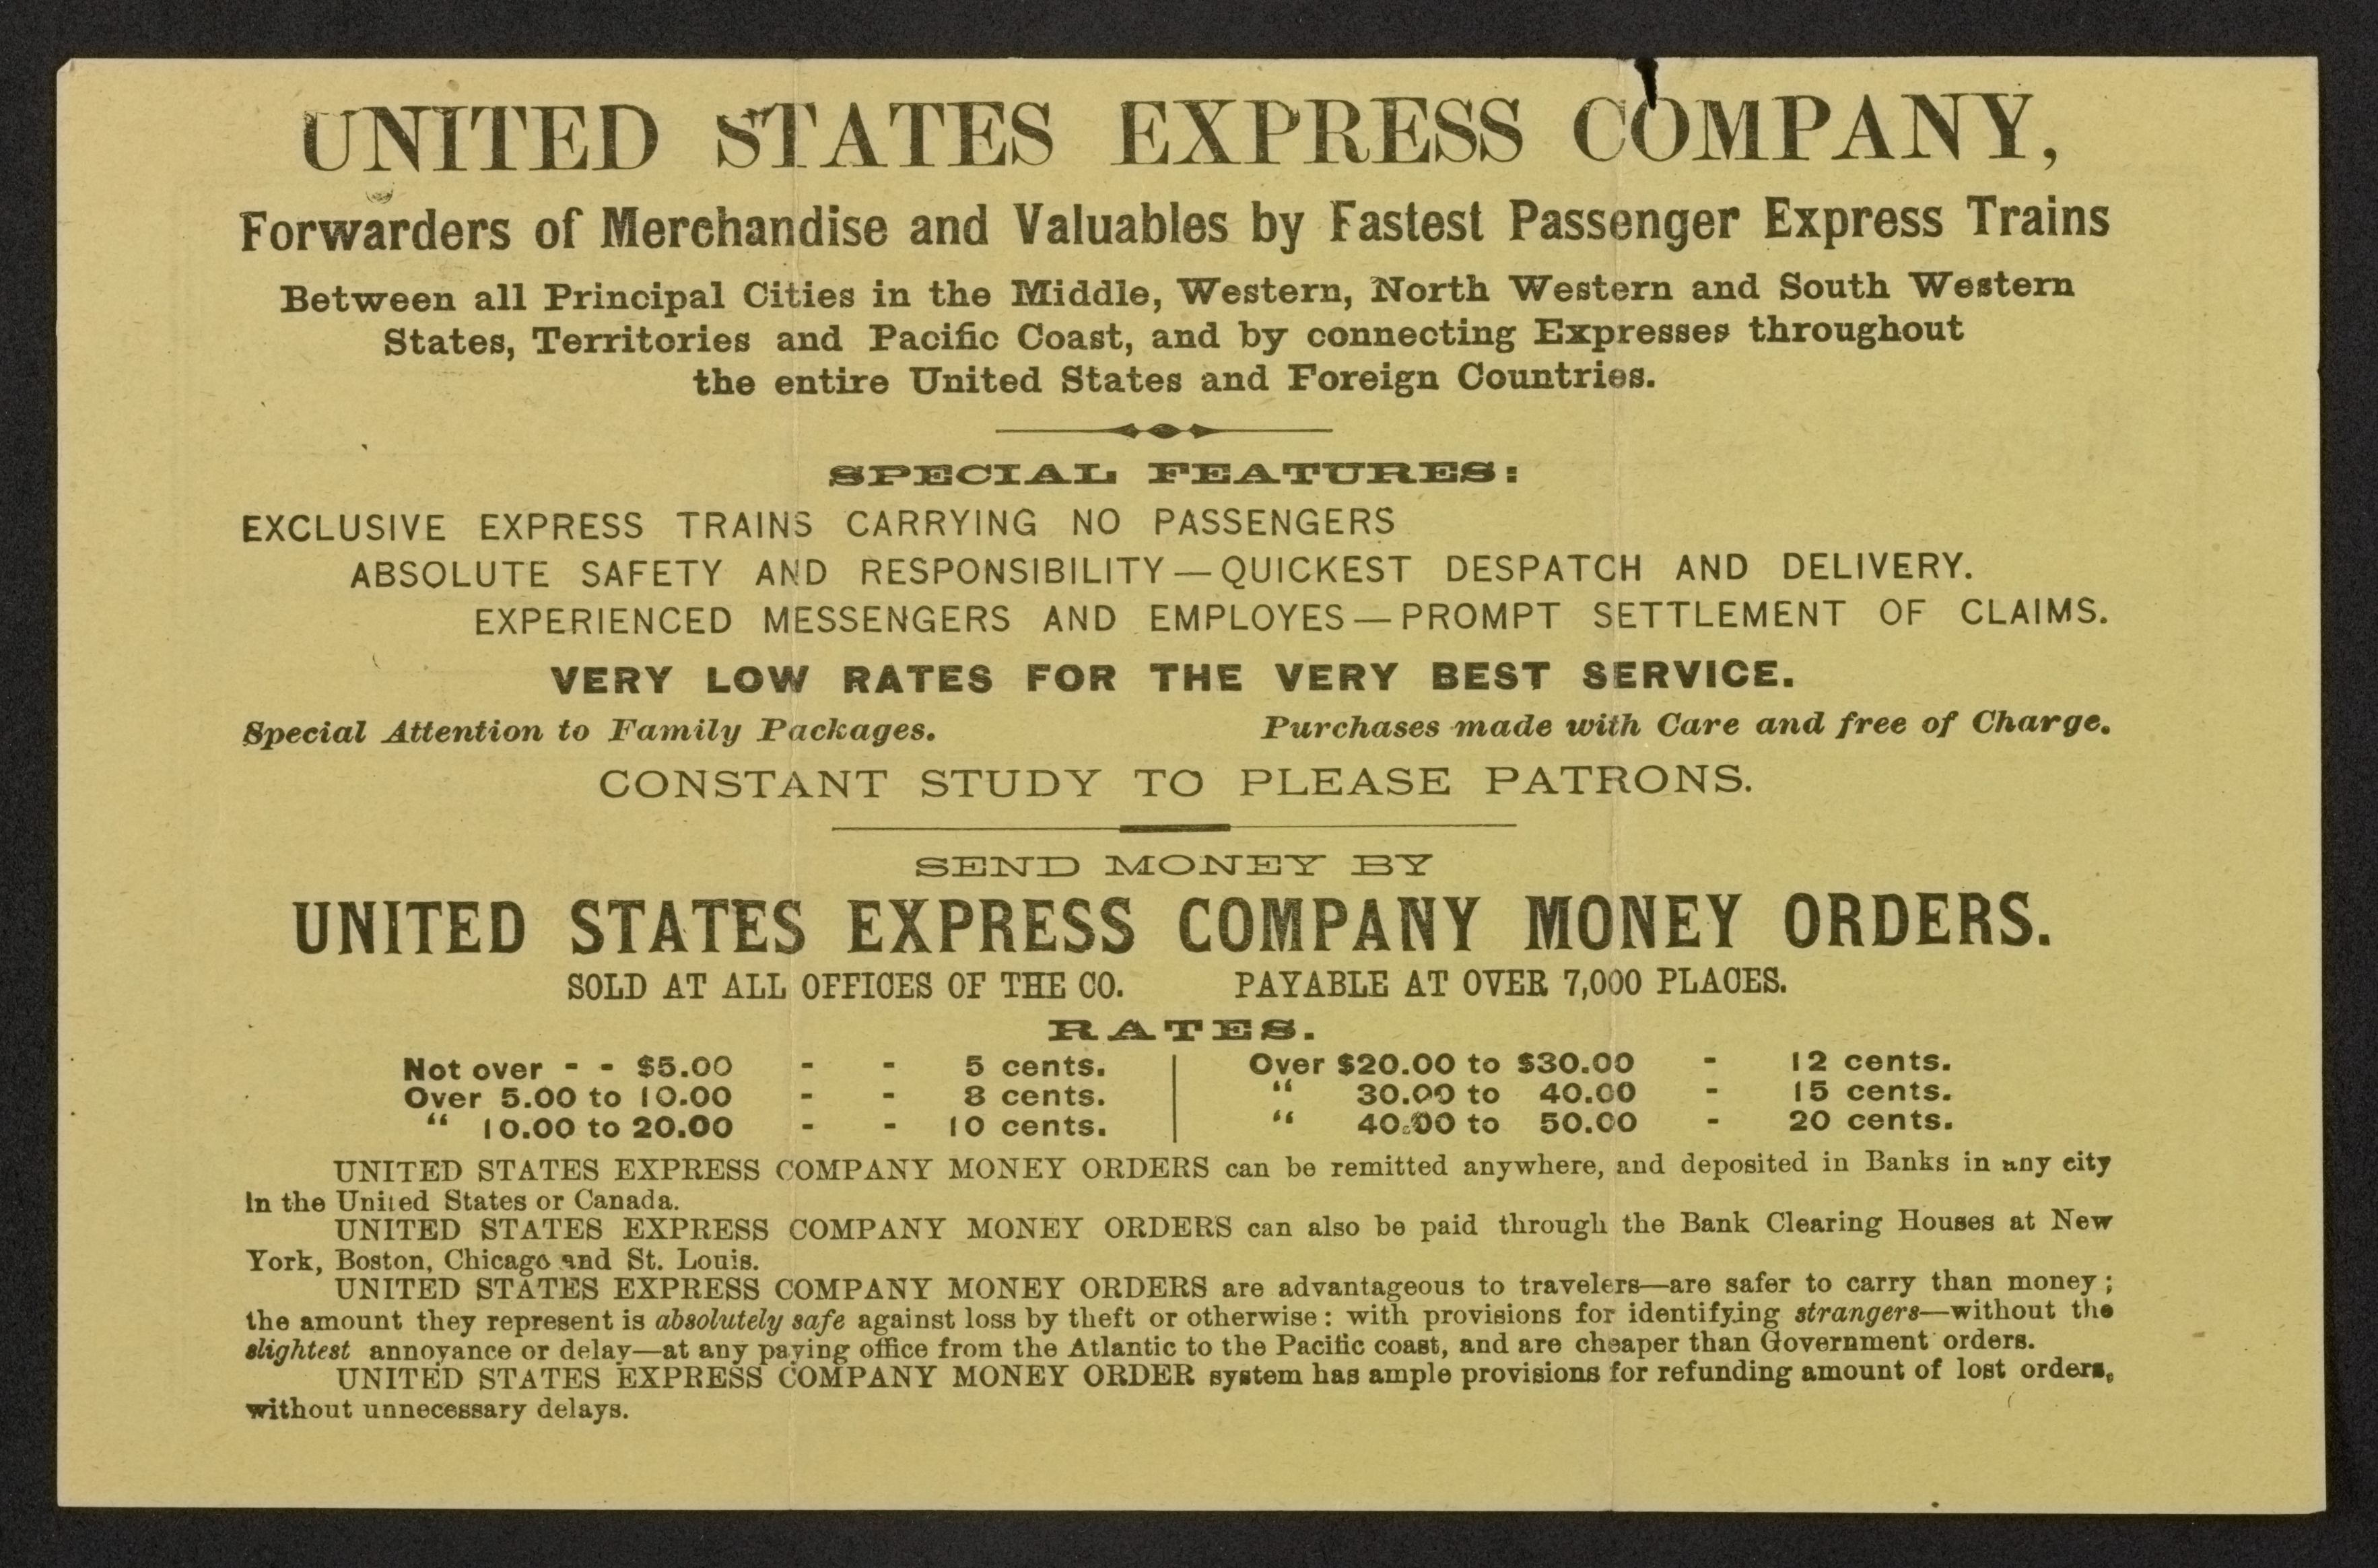 UNITED STATES EXPRESS COMPANY,
Forwarders of Merchandise and Valuables by Fastest Passenger Express Trains
Between all Principal Cities in the Middle, Western, North Western and South Western
States, Territories and Pacific Coast, and by connecting Expresses throughout
the entire United States and Foreign Countries.
SPECIAL FEATURES:
EXCLUSIVE EXPRESS TRAINS CARRYING NO PASSENGERS
ABSOLUTE SAFETY AND RESPONSIBILITY—QUICKEST DESPATCH AND DELIVERY.
EXPERIENCED MESSENGERS AND EMPLOYES—PROMPT SETTLEMENT OF CLAIMS.
VERY LOW RATES FOR THE VERY BEST SERVICE.
Special Attention to Family Packages. Purchases made with Care and free of Charge.
CONSTANT STUDY TO PLEASE PATRONS.
SEND MONEY BY
UNITED STATES EXPRESS COMPANY MONEY ORDERS.
SOLD AT ALL OFFICES OF THE CO. PAYABLE AT OVER 7,000 PLACES.
RATES.
Not over - - $5.00 - - 5 cents. | Over $20.00 to $30.00 - 12 cents.
Over 5.00 to 10.00 - - 8 cents. | " 30.00 to 40.00 - 15 cents.
" 10.00 to 20.00 - - 10 cents. | " 40.00 to 50.00 - 20 cents.
UNITED STATES EXPRESS COMPANY MONEY ORDERS can be remitted anywhere, and deposited in Banks in any city
in the United States or Canada.
UNITED STATES EXPRESS COMPANY MONEY ORDERS can also be paid through the Bank Clearing Houses at New
York, Boston, Chicago and St. Louis.
UNITED STATES EXPRESS COMPANY MONEY ORDERS are advantageous to travelers—are safer to carry than money;
the amount they represent is absolutely safe against loss by theft or otherwise: with provisions for identifying strangers—without the
slightest annoyance or delay—at any paying office from the Atlantic to the Pacific coast, and are cheaper than Government orders.
UNITED STATES EXPRESS COMPANY MONEY ORDER system has ample provisions for refunding amount of lost orders,
without unnecessary delays.